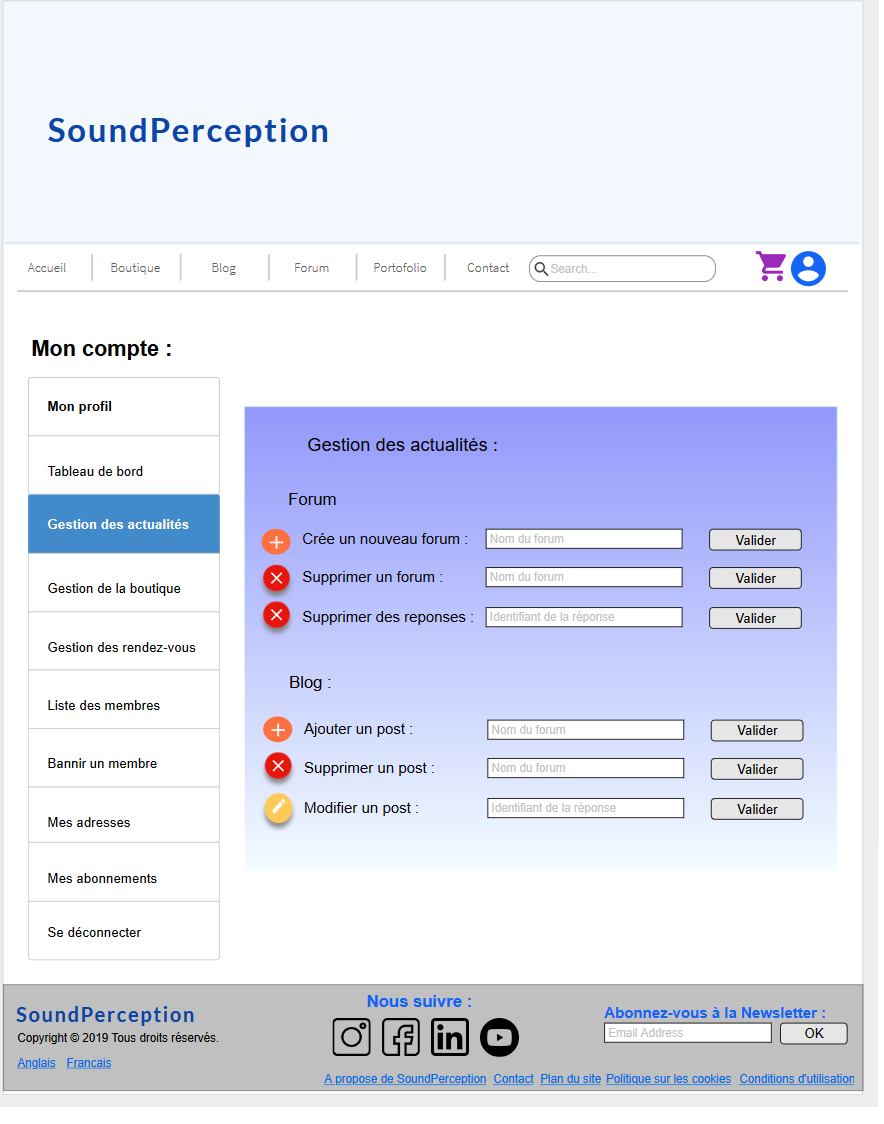 SoundPerception
Accueil Boutique Blog Forum Portofolio Contact Search...
Mon compte :
Mon profil
Tableau de bord
Gestion des actualités
Gestion de la boutique
Gestion des rendez-vous
Liste des membres
Bannir un membre
Mes adresses
Mes abonnements
Se déconnecter
Gestion des actualités :
Forum
Crée un nouveau forum : Nom du forum Valider
Supprimer un forum : Nom du forum Valider
Supprimer des reponses : Identifiant de la réponse Valider
Blog :
Ajouter un post : Nom du forum Valider
Supprimer un post : Nom du forum Valider
Modifier un post : Identifiant de la réponse Valider
SoundPerception
Copyright © 2019 Tous droits réservés.
Anglais Francais
Nous suivre :
in
Abonnez-vous à la Newsletter :
Email Address OK
A propose de SoundPerception Contact Plan du site Politique sur les cookies Conditions d'utilisation